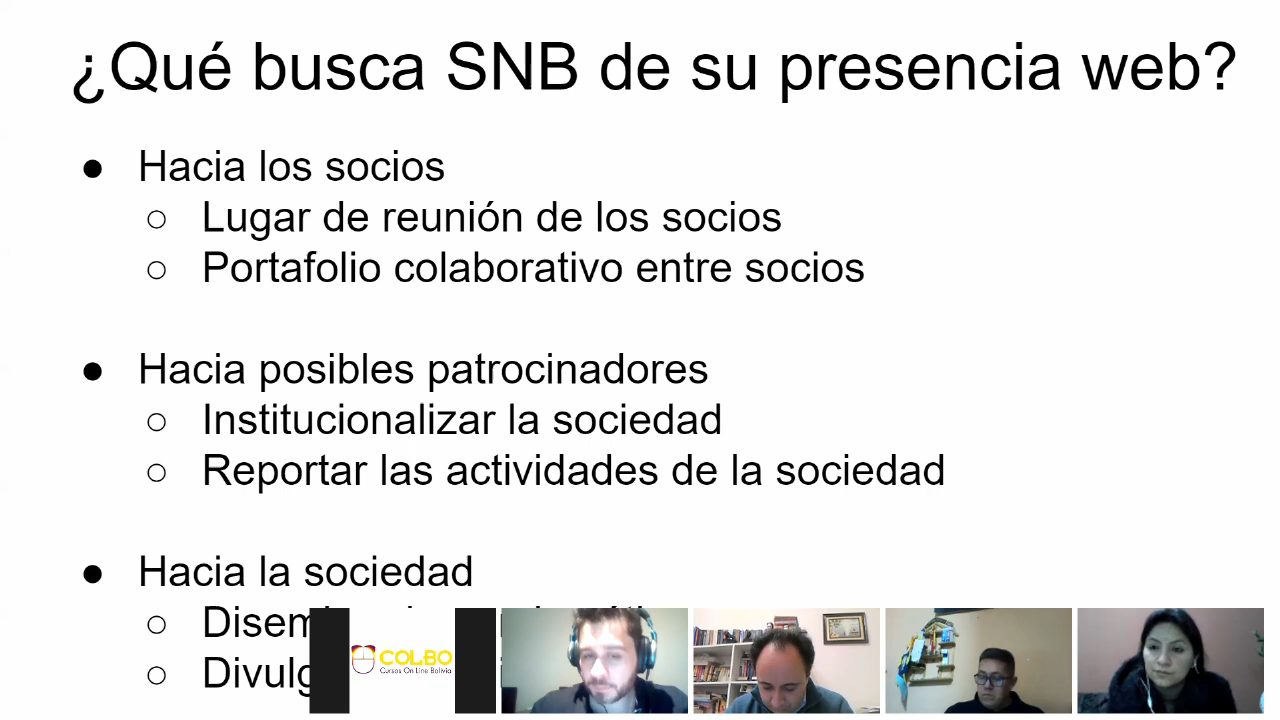 ¿Qué busca SNB de su presencia web?
● Hacia los socios
○ Lugar de reunión de los socios
○ Portafolio colaborativo entre socios
● Hacia posibles patrocinadores
○ Institucionalizar la sociedad
○ Reportar las actividades de la sociedad
● Hacia la sociedad
COLBO
Cursos On Line Bolivia